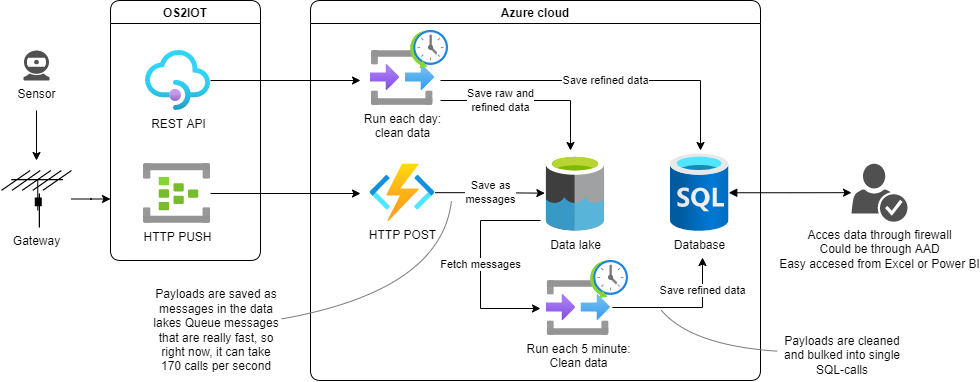 OS2IOT
Azure cloud
Sensor
REST API
Run each day:
clean data
Save raw and
refined data
Save refined data
Gateway
HTTP PUSH
HTTP POST
Save as
messages
Data lake
SQL
Database
Acces data through firewall
Could be through AAD
Easy accesed from Excel or Power BI
Fetch messages
Payloads are saved as
messages in the data
lakes Queue messages
that are really fast, so
right now, it can take
170 calls per second
Run each 5 minute:
Clean data
Save refined data
Payloads are cleaned
and bulked into single
SQL-calls